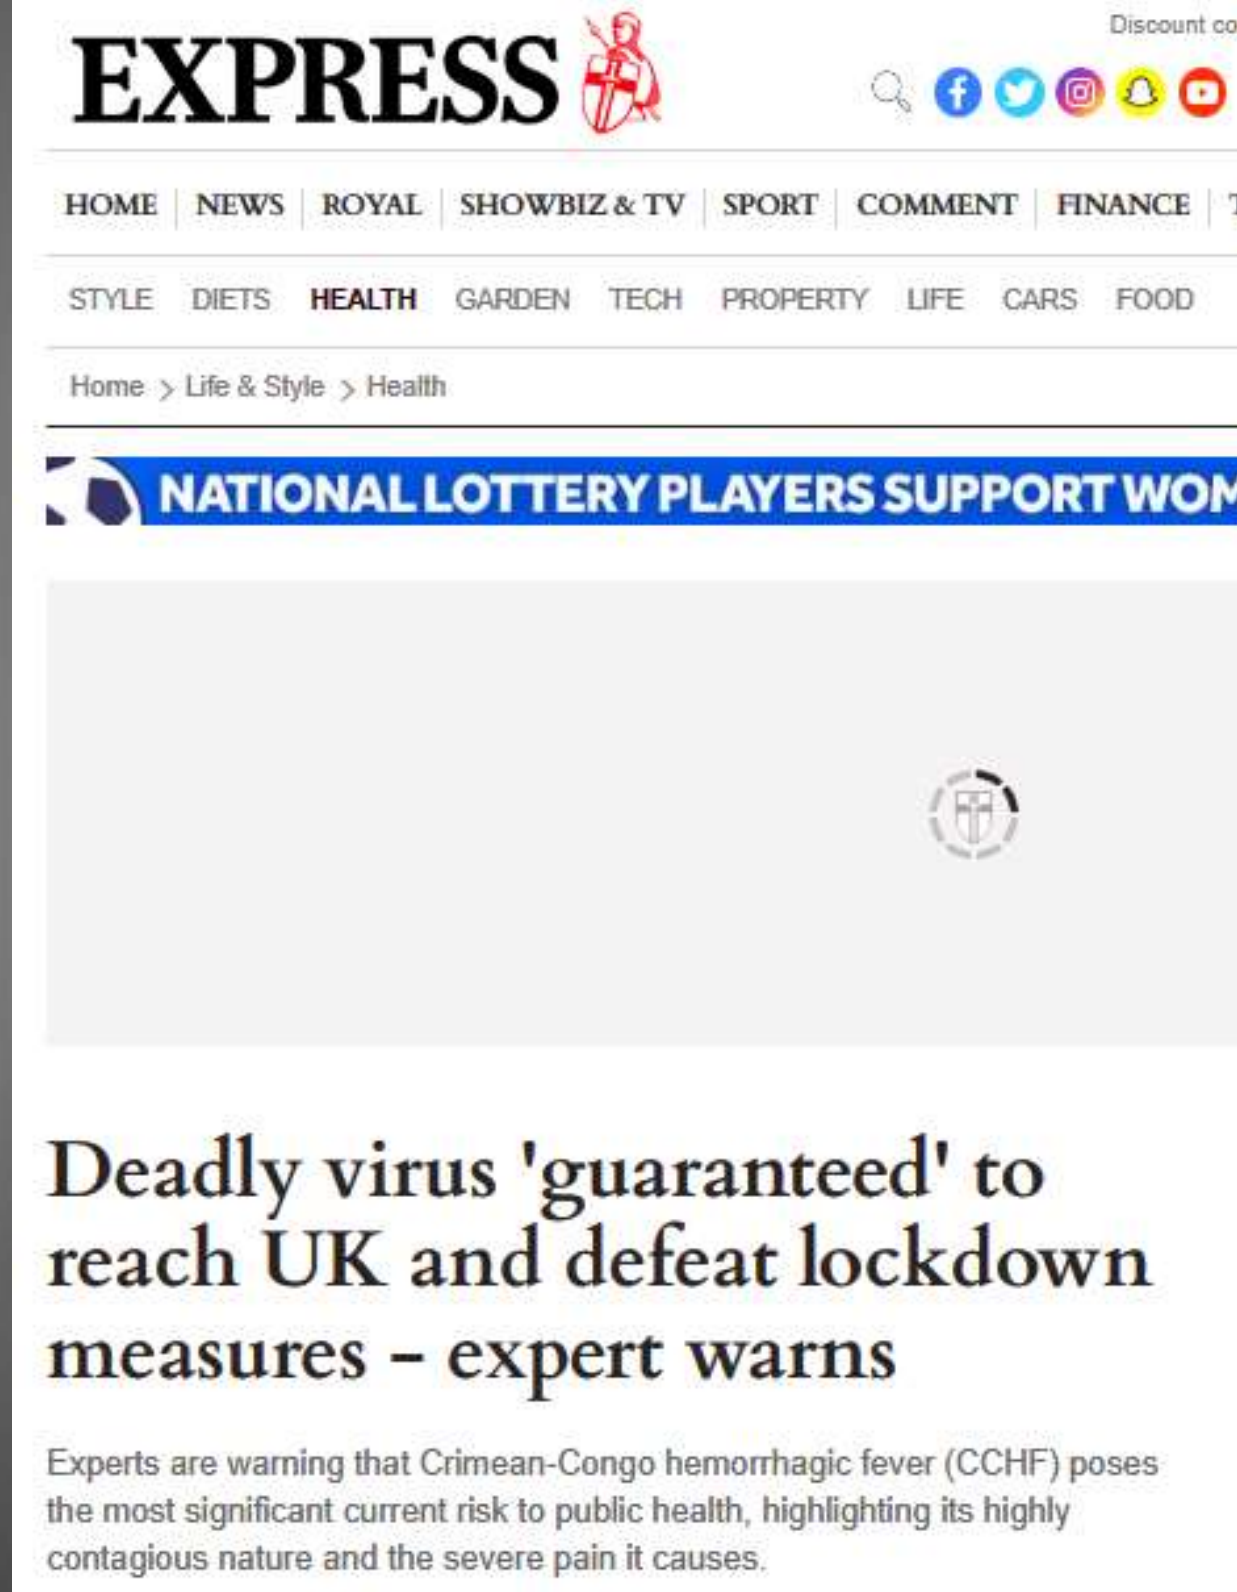 EXPRESS
Discount co
HOME NEWS ROYAL SHOWBIZ & TV SPORT COMMENT FINANCE T
STYLE DIETS HEALTH GARDEN TECH PROPERTY LIFE CARS FOOD
Home > Life & Style > Health
NATIONAL LOTTERY PLAYERS SUPPORT WOM
Deadly virus 'guaranteed' to
reach UK and defeat lockdown
measures – expert warns
Experts are warning that Crimean-Congo hemorrhagic fever (CCHF) poses
the most significant current risk to public health, highlighting its highly
contagious nature and the severe pain it causes.